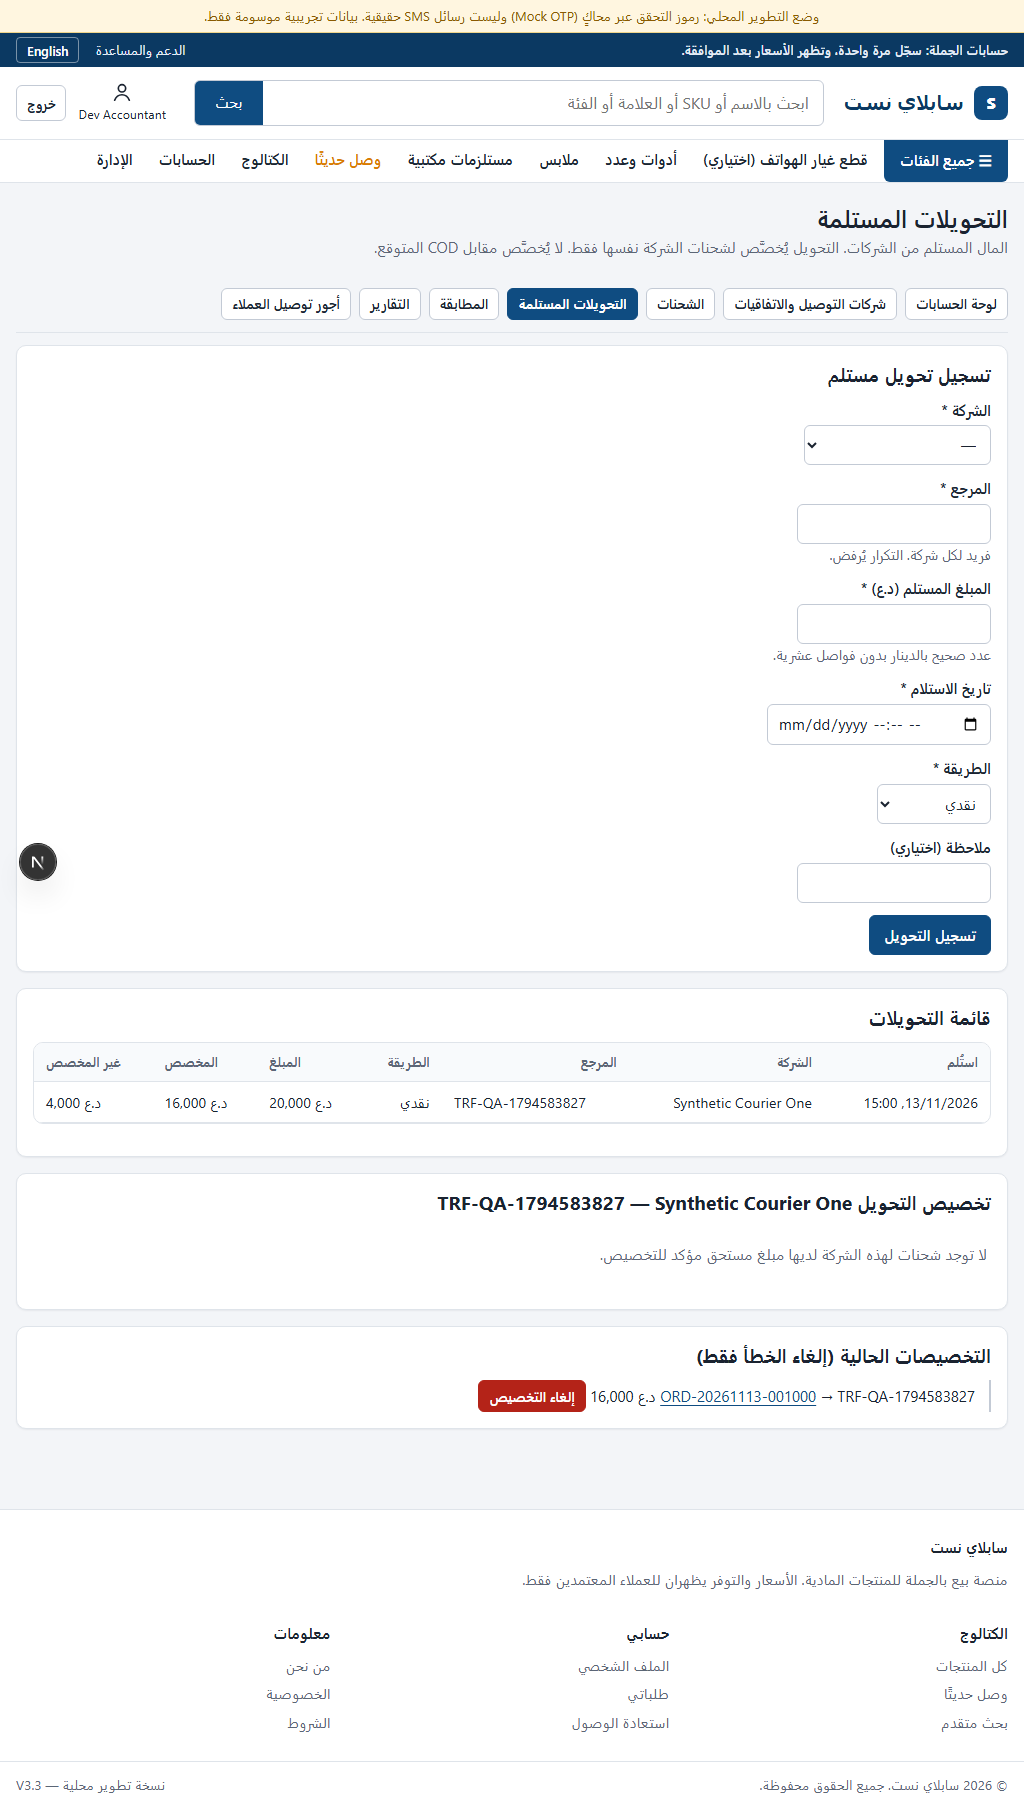 وضع التطوير المحلي: رموز التحقق عبر محاكٍ (Mock OTP) وليست رسائل SMS حقيقية. بيانات تجريبية موسومة فقط.
حسابات الجملة: سجّل مرة واحدة، وتظهر الأسعار بعد الموافقة.
الدعم والمساعدة
English
S
سابلاي نست
ابحث بالاسم أو SKU أو العلامة أو الفئة
بحث
Dev Accountant
خروج
☰ جميع الفئات
قطع غيار الهواتف (اختياري)
أدوات وعدد
ملابس
مستلزمات مكتبية
وصل حديثًا
الكتالوج
الحسابات
الإدارة
التحويلات المستلمة
المال المستلم من الشركات. التحويل يُخصَّص لشحنات الشركة نفسها فقط. لا يُخصَّص مقابل COD المتوقع.
لوحة الحسابات
شركات التوصيل والاتفاقيات
الشحنات
التحويلات المستلمة
المطابقة
التقارير
أجور توصيل العملاء
تسجيل تحويل مستلم
الشركة *
—
المرجع *
فريد لكل شركة. التكرار يُرفض.
المبلغ المستلم (د.ع) *
عدد صحيح بالدينار بدون فواصل عشرية.
تاريخ الاستلام *
mm/dd/yyyy --:-- --
الطريقة *
نقدي
ملاحظة (اختياري)
تسجيل التحويل
N
قائمة التحويلات
استُلم الشركة المرجع الطريقة المبلغ المخصص غير المخصص
13/11/2026, 15:00 Synthetic Courier One TRF-QA-1794583827 نقدي 20,000 د.ع 16,000 د.ع 4,000 د.ع
تخصيص التحويل TRF-QA-1794583827 — Synthetic Courier One
لا توجد شحنات لهذه الشركة لديها مبلغ مستحق مؤكد للتخصيص.
التخصيصات الحالية (إلغاء الخطأ فقط)
TRF-QA-1794583827 → ORD-20261113-001000 16,000 د.ع إلغاء التخصيص
سابلاي نست
منصة بيع بالجملة للمنتجات المادية. الأسعار والتوفر يظهران للعملاء المعتمدين فقط.
الكتالوج
كل المنتجات
وصل حديثًا
بحث متقدم
حسابي
الملف الشخصي
طلباتي
استعادة الوصول
معلومات
من نحن
الخصوصية
الشروط
© 2026 سابلاي نست. جميع الحقوق محفوظة.
نسخة تطوير محلية — V3.3